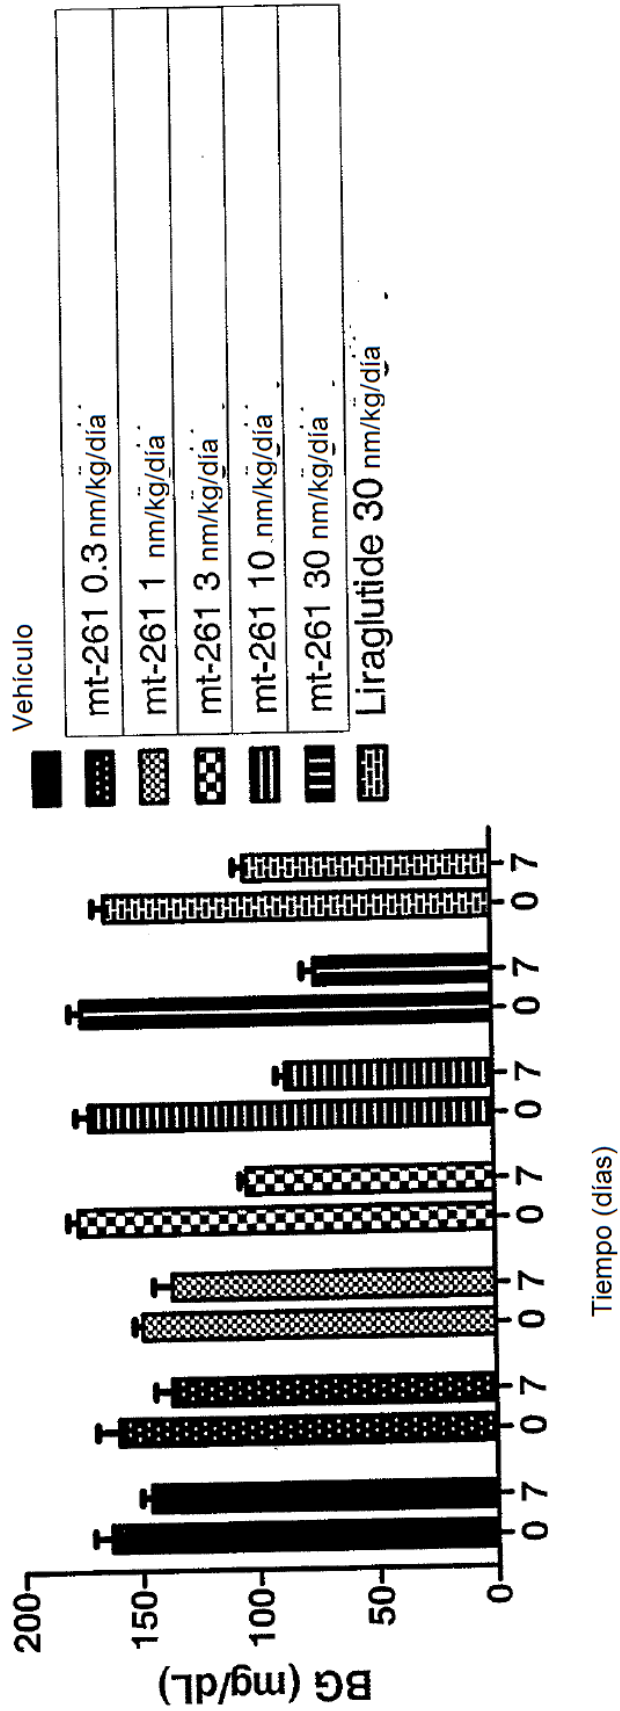 BG (mg/dL)
200
150
100
50
0
0 7 0 7 0 7 0 7 0 7 0 7 0 7
Tiempo (días)
Vehículo
mt-261 0.3 nm/kg/día
mt-261 1 nm/kg/día
mt-261 3 nm/kg/día
mt-261 10 nm/kg/día
mt-261 30 nm/kg/día
Liraglutide 30 nm/kg/día